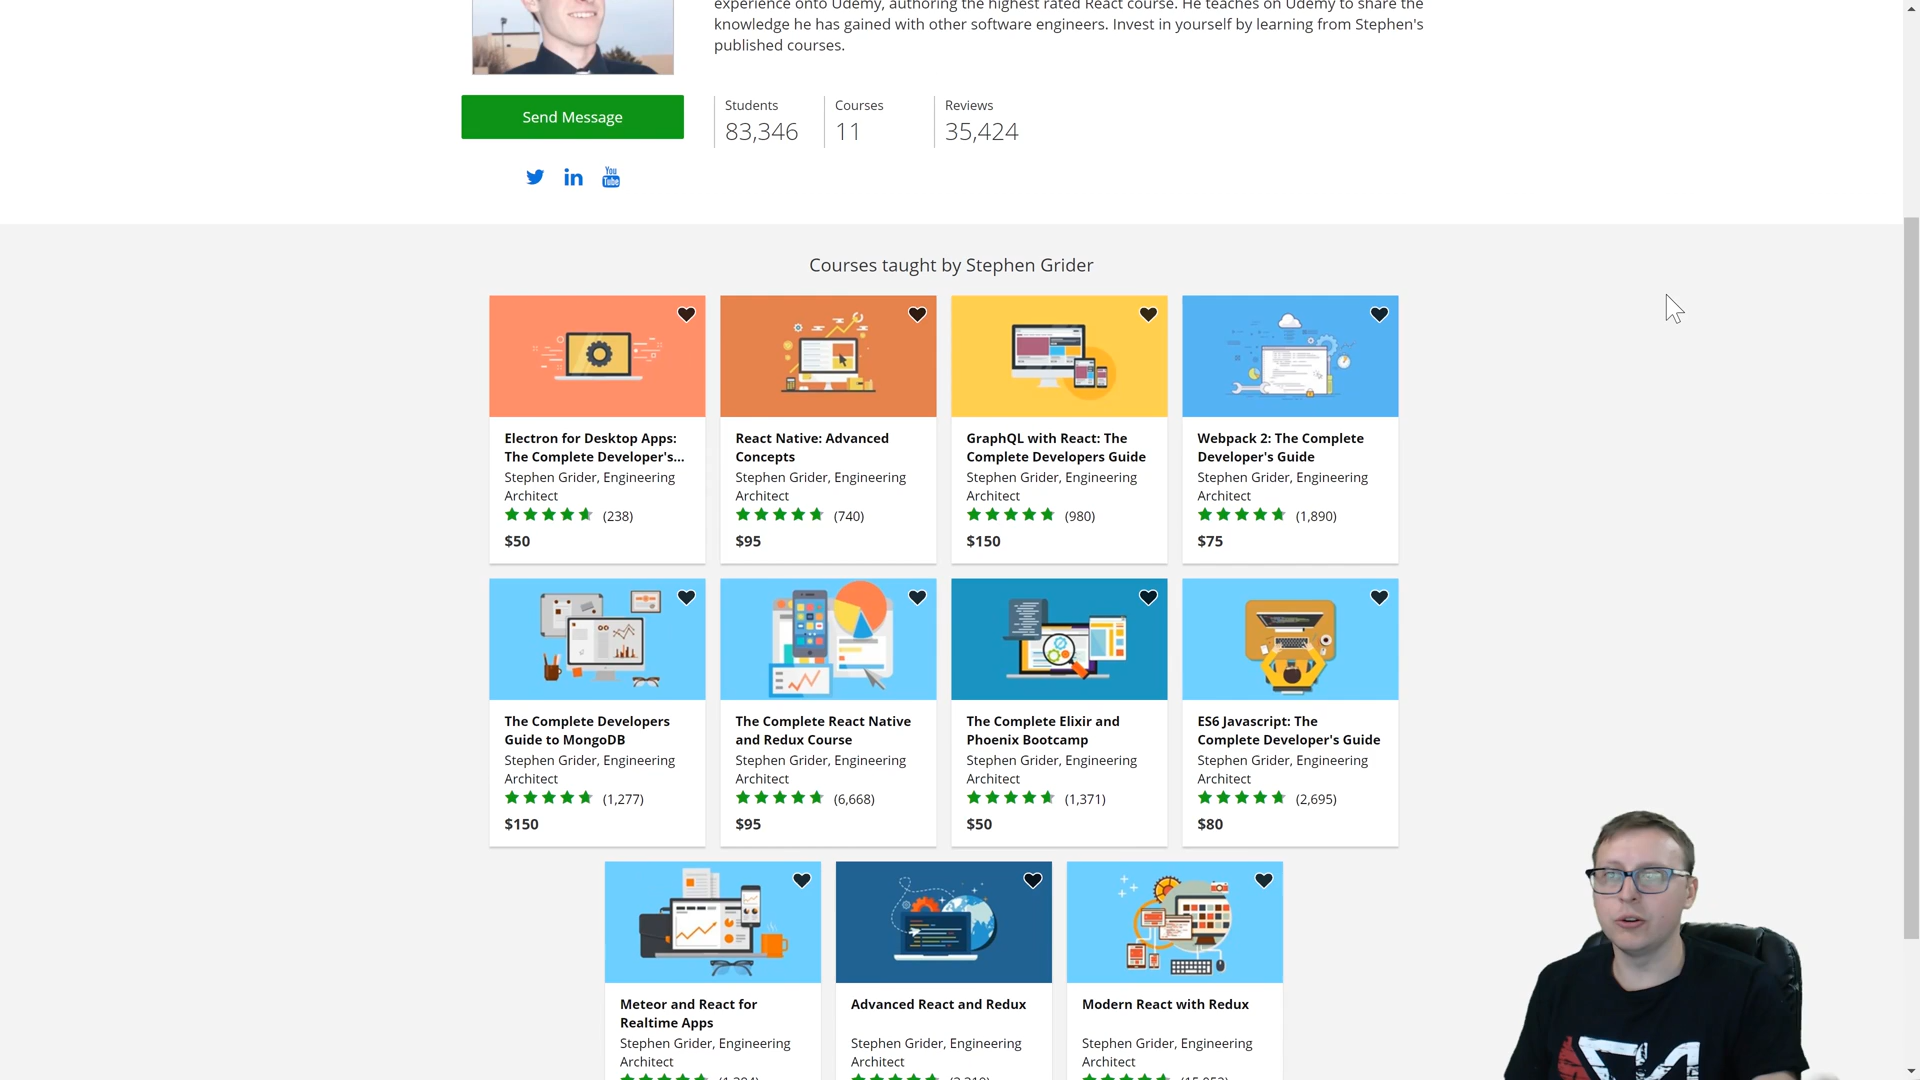 experience onto Udemy, authoring the highest rated React course. He teaches on Udemy to share the
knowledge he has gained with other software engineers. Invest in yourself by learning from Stephen's
published courses.
Send Message
Students
83,346
Courses
11
Reviews
35,424
You
Tube
Courses taught by Stephen Grider
Electron for Desktop Apps:
The Complete Developer's...
Stephen Grider, Engineering
Architect
(238)
$50
React Native: Advanced
Concepts
Stephen Grider, Engineering
Architect
(740)
$95
GraphQL with React: The
Complete Developers Guide
Stephen Grider, Engineering
Architect
(980)
$150
Webpack 2: The Complete
Developer's Guide
Stephen Grider, Engineering
Architect
(1,890)
$75
The Complete Developers
Guide to MongoDB
Stephen Grider, Engineering
Architect
(1,277)
$150
The Complete React Native
and Redux Course
Stephen Grider, Engineering
Architect
(6,668)
$95
The Complete Elixir and
Phoenix Bootcamp
Stephen Grider, Engineering
Architect
(1,371)
$50
ES6 Javascript: The
Complete Developer's Guide
Stephen Grider, Engineering
Architect
(2,695)
$80
Meteor and React for
Realtime Apps
Stephen Grider, Engineering
Architect
Advanced React and Redux
Stephen Grider, Engineering
Architect
Modern React with Redux
Stephen Grider, Engineering
Architect